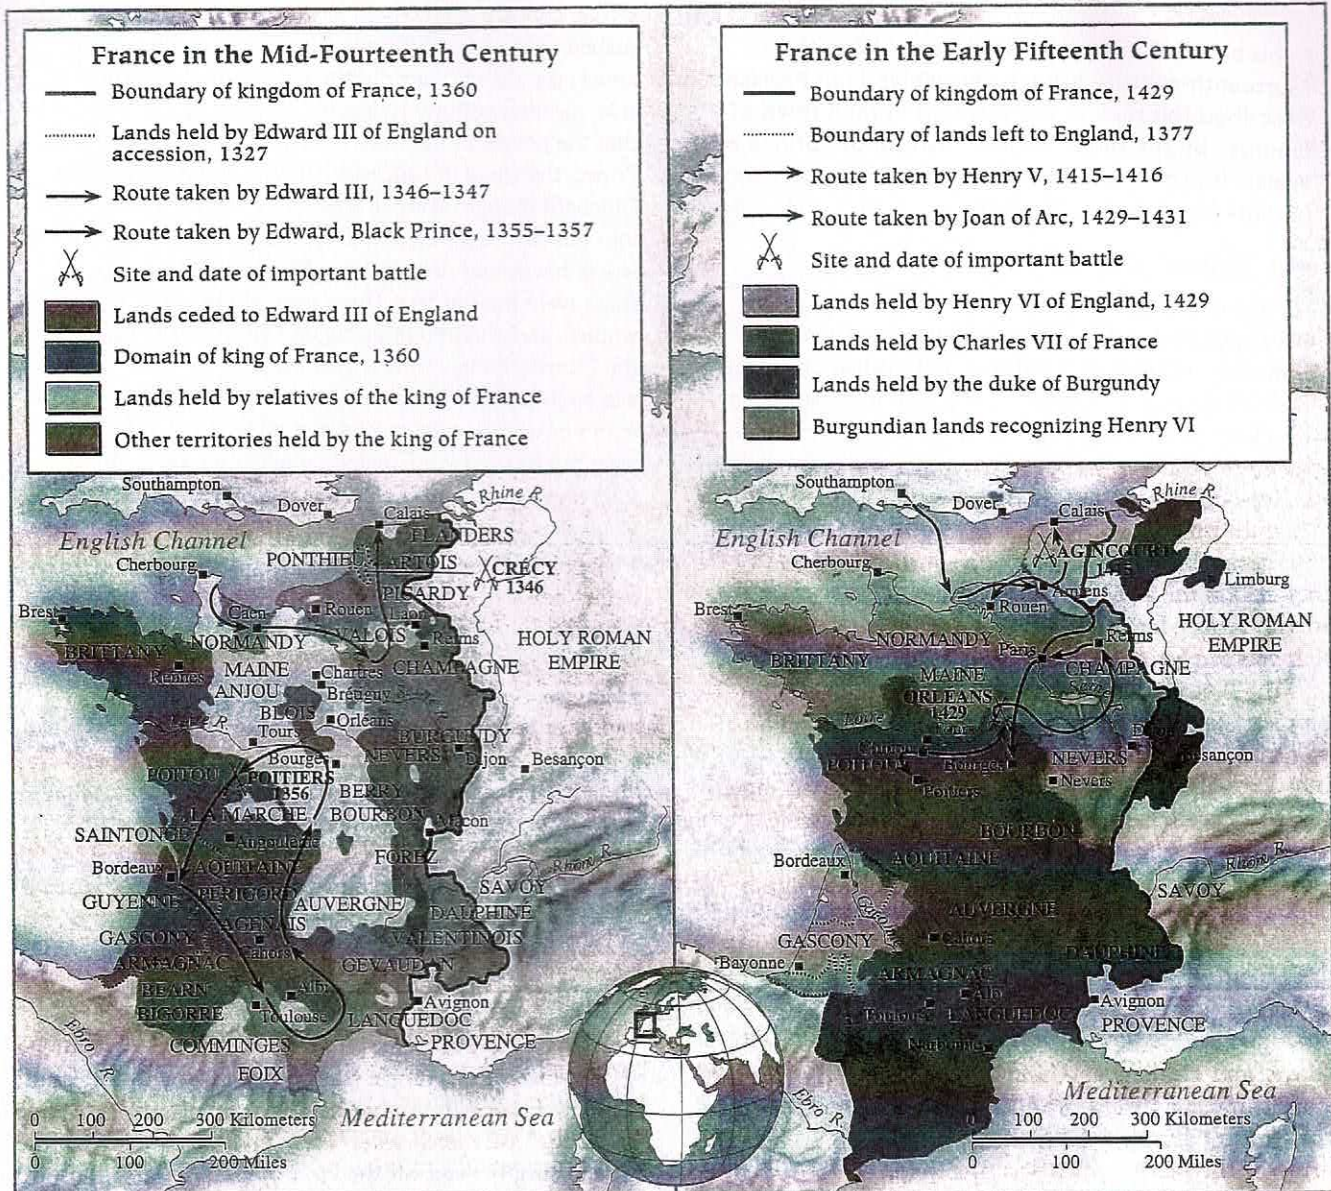 France in the Mid-Fourteenth Century
Boundary of kingdom of France, 1360
Lands held by Edward III of England on
accession, 1327
Route taken by Edward III, 1346–1347
Route taken by Edward, Black Prince, 1355–1357
Site and date of important battle
Lands ceded to Edward III of England
Domain of king of France, 1360
Lands held by relatives of the king of France
Other territories held by the king of France
Southampton
Dover
Calais
Rhine R.
English Channel
FLANDERS
PONTHIEU
ARTOIS
CRÉCY
1346
Cherbourg
PICARDY
Brest
Caen
Rouen
Laon
NORMANDY
VALOIS
Reims
HOLY ROMAN
EMPIRE
BRITTANY
Rennes
MAINE
Chartres
CHAMPAGNE
ANJOU
Brétigny
BLOIS
Orléans
Loire R.
Tours
BURGUNDY
Bourges
NEVERS
Dijon
Besançon
POITOU
POITIERS
1356
BERRY
LA MARCHE
BOURBON
Macon
SAINTONGE
Angoulême
Bordeaux
AQUITAINE
FOREZ
Rhône R.
PERIGORD
SAVOY
GUYENNE
AUVERGNE
AGENAIS
DAUPHINÉ
GASCONY
VALENTINOIS
Cahors
ARMAGNAC
GEVAUDAN
BEARN
Albi
BIGORRE
Toulouse
Avignon
LANGUEDOC
Ebro R.
COMMINGES
PROVENCE
FOIX
Mediterranean Sea
0 100 200 300 Kilometers
0 100 200 Miles
France in the Early Fifteenth Century
Boundary of kingdom of France, 1429
Boundary of lands left to England, 1377
Route taken by Henry V, 1415–1416
Route taken by Joan of Arc, 1429–1431
Site and date of important battle
Lands held by Henry VI of England, 1429
Lands held by Charles VII of France
Lands held by the duke of Burgundy
Burgundian lands recognizing Henry VI
Southampton
Dover
Calais
Rhine R.
English Channel
AGINCOURT
Cherbourg
Limburg
Amiens
Brest
Rouen
HOLY ROMAN
EMPIRE
NORMANDY
Reims
BRITTANY
Paris
CHAMPAGNE
MAINE
ORLEANS
1429
Loire
Chinon
POITOU
Bourges
NEVERS
Besançon
Poitiers
Nevers
BOURBON
Bordeaux
AQUITAINE
Rhône R.
SAVOY
Garonne
AUVERGNE
GASCONY
Cahors
DAUPHINÉ
Bayonne
ARMAGNAC
Albi
Avignon
Toulouse
LANGUEDOC
PROVENCE
Narbonne
Mediterranean Sea
Ebro R.
0 100 200 300 Kilometers
0 100 200 Miles